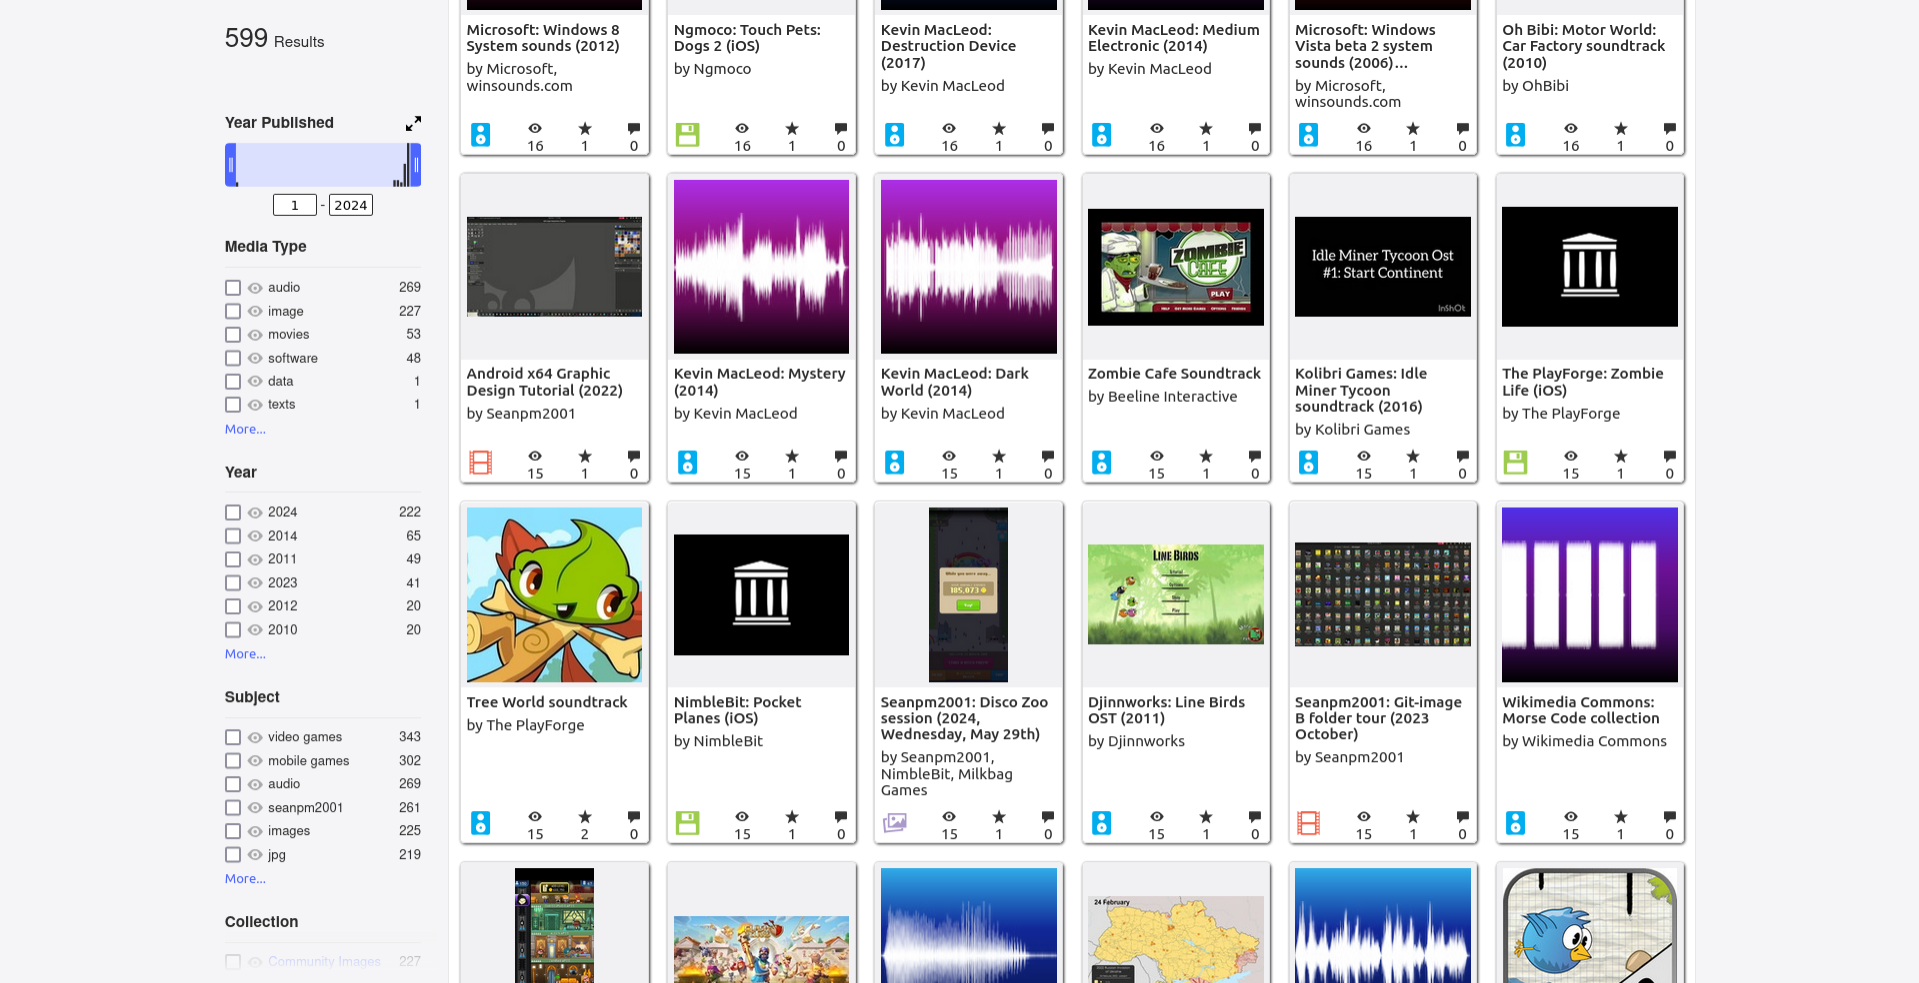 599 Results
Year Published
1 - 2024
Media Type
audio 269
image 227
movies 53
software 48
data 1
texts 1
More...
Year
2024 222
2014 65
2011 49
2023 41
2012 20
2010 20
More...
Subject
video games 343
mobile games 302
audio 269
seanpm2001 261
images 225
jpg 219
More...
Collection
Community Images 227
Microsoft: Windows 8
System sounds (2012)
by Microsoft,
winsounds.com
16 1 0
Ngmoco: Touch Pets:
Dogs 2 (iOS)
by Ngmoco
16 1 0
Kevin MacLeod:
Destruction Device
(2017)
by Kevin MacLeod
16 1 0
Kevin MacLeod: Medium
Electronic (2014)
by Kevin MacLeod
16 1 0
Microsoft: Windows
Vista beta 2 system
sounds (2006)...
by Microsoft,
winsounds.com
16 1 0
Oh Bibi: Motor World:
Car Factory soundtrack
(2010)
by OhBibi
16 1 0
Android x64 Graphic
Design Tutorial (2022)
by Seanpm2001
15 1 0
Kevin MacLeod: Mystery
(2014)
by Kevin MacLeod
15 1 0
Kevin MacLeod: Dark
World (2014)
by Kevin MacLeod
15 1 0
ZOMBIE
CAFE
PLAY
Zombie Cafe Soundtrack
by Beeline Interactive
15 1 0
Idle Miner Tycoon Ost
#1: Start Continent
InShOt
Kolibri Games: Idle
Miner Tycoon
soundtrack (2016)
by Kolibri Games
15 1 0
The PlayForge: Zombie
Life (iOS)
by The PlayForge
15 1 0
Tree World soundtrack
by The PlayForge
15 2 0
NimbleBit: Pocket
Planes (iOS)
by NimbleBit
15 1 0
While you were away...
105,073
Seanpm2001: Disco Zoo
session (2024,
Wednesday, May 29th)
by Seanpm2001,
NimbleBit, Milkbag
Games
15 1 0
LINE BIRDS
Play
Djinnworks: Line Birds
OST (2011)
by Djinnworks
15 1 0
Seanpm2001: Git-image
B folder tour (2023
October)
by Seanpm2001
15 1 0
Wikimedia Commons:
Morse Code collection
by Wikimedia Commons
15 1 0
24 February